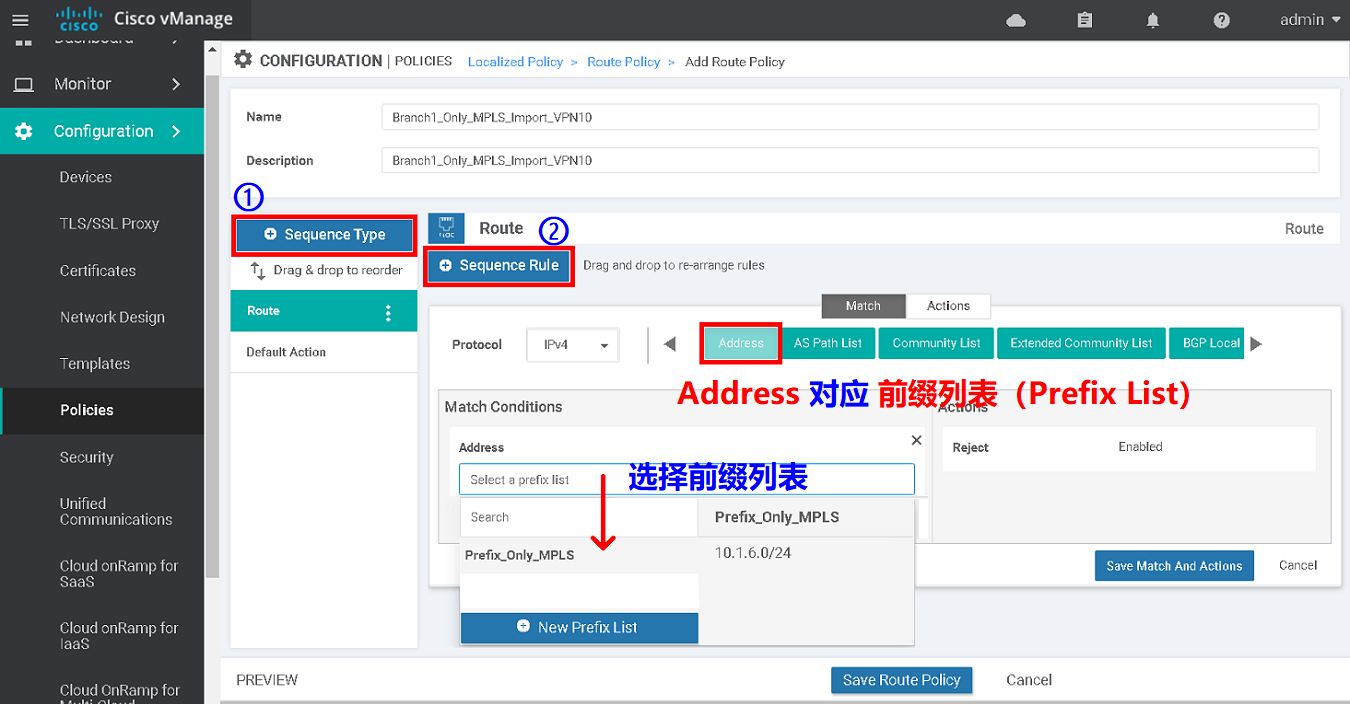 cisco Cisco vManage
admin
Dashboard
Monitor
Configuration
Devices
TLS/SSL Proxy
Certificates
Network Design
Templates
Policies
Security
Unified
Communications
Cloud onRamp for
SaaS
Cloud onRamp for
IaaS
Cloud OnRamp for
Multi-Cloud
CONFIGURATION | POLICIES Localized Policy > Route Policy > Add Route Policy
Name Branch1_Only_MPLS_Import_VPN10
Description Branch1_Only_MPLS_Import_VPN10
①
Sequence Type
Drag & drop to reorder
Route
Default Action
Route ② Route
Sequence Rule Drag and drop to re-arrange rules
Match Actions
Protocol IPv4 Address AS Path List Community List Extended Community List BGP Local
Address 对应 前缀列表（Prefix List）
Match Conditions Actions
Address
Select a prefix list 选择前缀列表
Reject Enabled
Search Prefix_Only_MPLS
Prefix_Only_MPLS 10.1.6.0/24
New Prefix List
Save Match And Actions Cancel
PREVIEW Save Route Policy Cancel